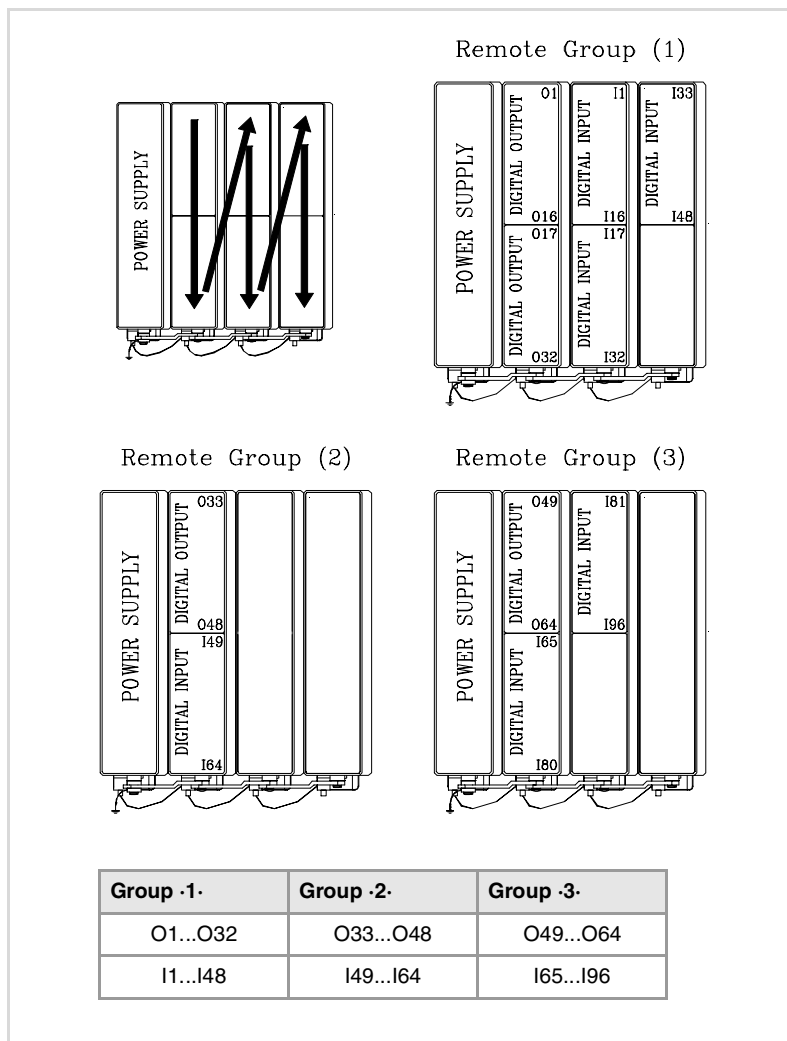 POWER SUPPLY
Remote Group (1)
POWER SUPPLY
DIGITAL OUTPUT
O1
O16
DIGITAL OUTPUT
O17
O32
DIGITAL INPUT
I1
I16
DIGITAL INPUT
I17
I32
DIGITAL INPUT
I33
I48
Remote Group (2)
POWER SUPPLY
DIGITAL OUTPUT
O33
O48
DIGITAL INPUT
I49
I64
Remote Group (3)
POWER SUPPLY
DIGITAL OUTPUT
O49
O64
DIGITAL INPUT
I65
I80
DIGITAL INPUT
I81
I96
Group ·1· Group ·2· Group ·3·
O1...O32 O33...O48 O49...O64
I1...I48 I49...I64 I65...I96